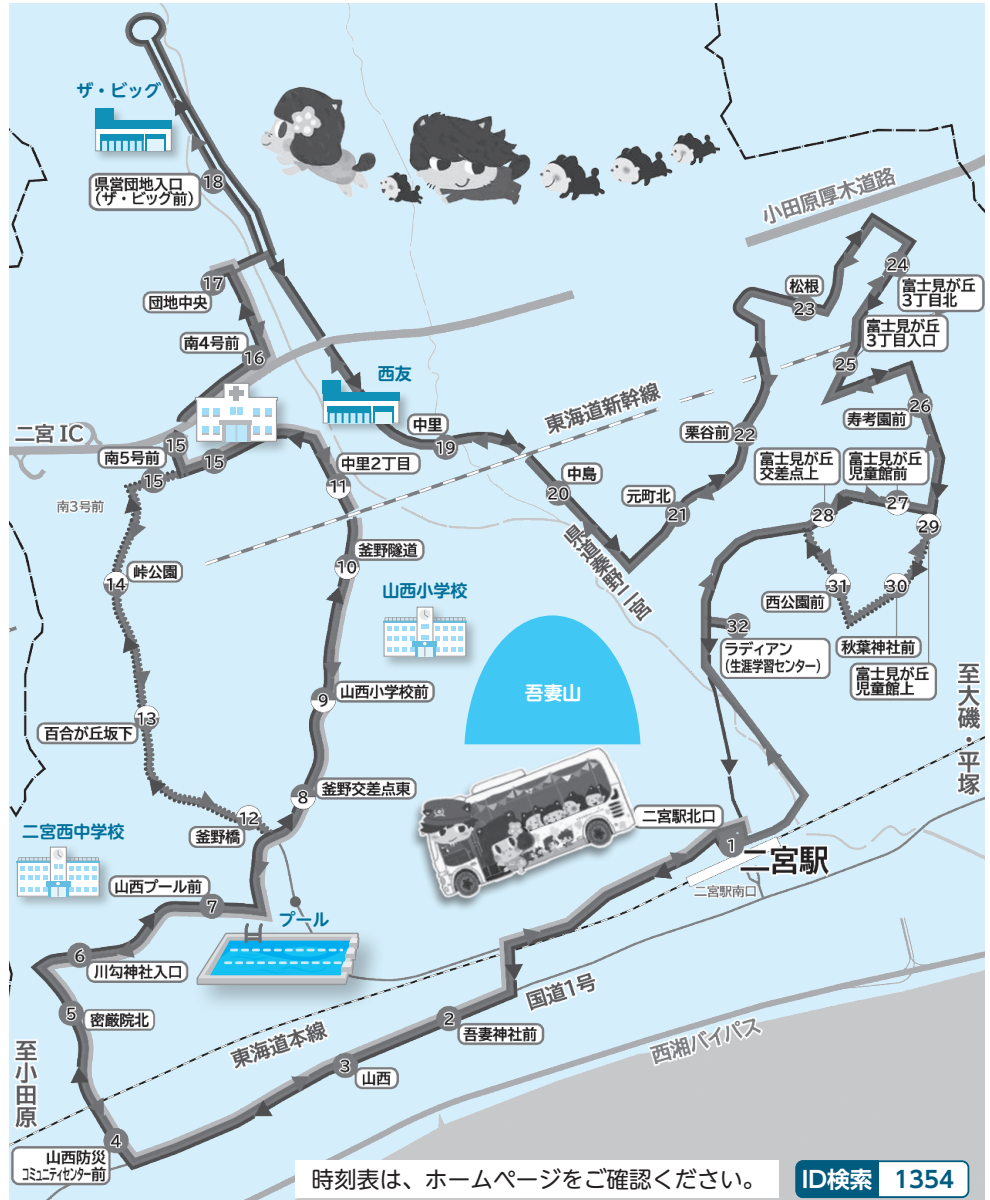 ザ・ビッグ
県営団地入口
(ザ・ビッグ前)
18
小田原厚木道路
17
団地中央
松根
23
24
富士見が丘
3丁目北
南4号前
16
富士見が丘
3丁目入口
25
西友
東海道新幹線
二宮IC
中里
19
栗谷前
22
26
寿考園前
南5号前
15
15
15
中里2丁目
11
中島
20
元町北
21
富士見が丘
交差点上
富士見が丘
児童館前
南3号前
27
28
29
県道秦野二宮
釜野隧道
10
峠公園
14
山西小学校
31
30
西公園前
32
ラディアン
(生涯学習センター)
秋葉神社前
富士見が丘
児童館上
吾妻山
9
山西小学校前
至大磯・平塚
13
百合が丘坂下
8
釜野交差点東
12
釜野橋
二宮駅北口
1
二宮駅
二宮駅南口
二宮西中学校
山西プール前
7
プール
6
川勾神社入口
国道1号
5
密厳院北
2
吾妻神社前
東海道本線
西湘バイパス
至小田原
3
山西
4
山西防災
コミュニティセンター前
時刻表は、ホームページをご確認ください。
ID検索 1354